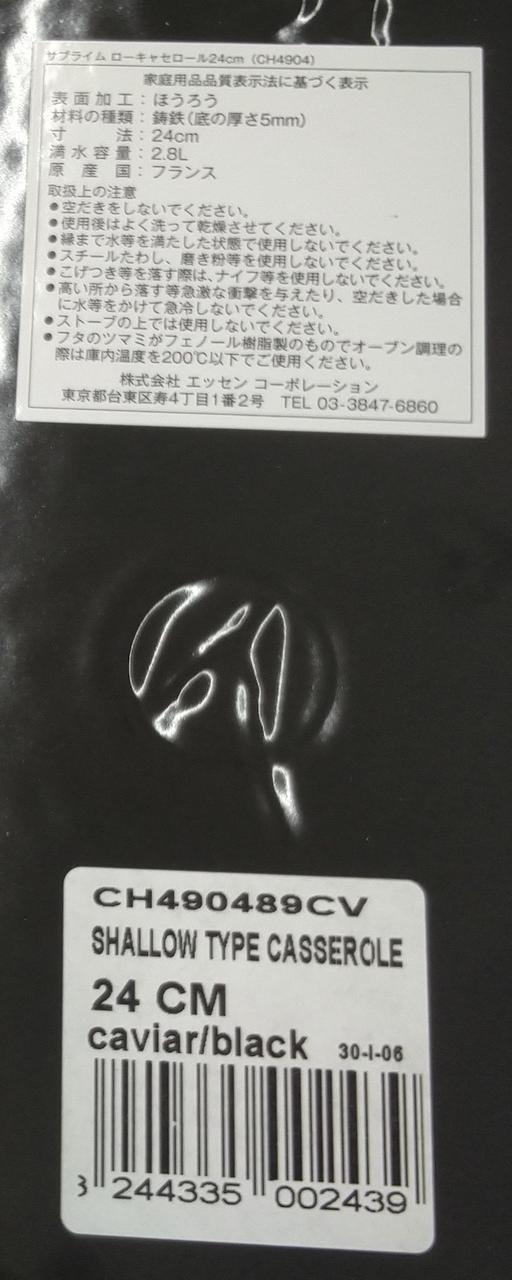 サブライム ローキャセロール24cm（CH4904）
家庭用品品質表示法に基づく表示
表面加工：ほうろう
材料の種類：鋳鉄（底の厚さ5mm）
寸法：24cm
満水容量：2.8L
原産国：フランス
取扱上の注意
●空だきをしないでください。
●使用後はよく洗って乾燥させてください。
●縁まで水等を満たした状態で使用しないでください。
●スチールたわし、磨き粉等を使用しないでください。
●こげつき等を落す際は、ナイフ等を使用しないでください。
●高い所から落す等急激な衝撃を与えたり、空だきした場合
に水等をかけて急冷しないでください。
●ストーブの上では使用しないでください。
●フタのツマミがフェノール樹脂製のものでオーブン調理の
際は庫内温度を200℃以下でご使用ください。
株式会社 エッセン コーポレーション
東京都台東区寿4丁目1番2号 TEL 03-3847-6860
CH490489CV
SHALLOW TYPE CASSEROLE
24 CM
caviar/black 30-I-06
3 244335 002439